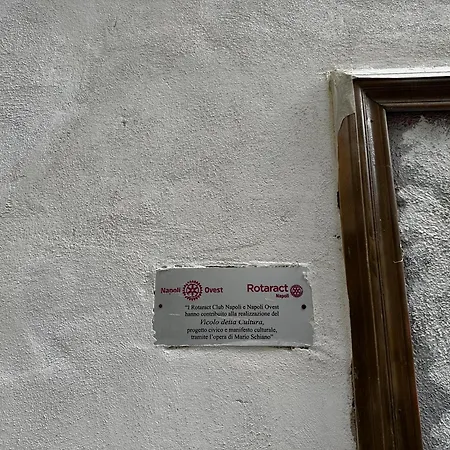 Napoli Ovest Rotaract
Napoli
"I Rotaract Club Napoli e Napoli Ovest
hanno contribuito alla realizzazione del
Vicolo della Cultura,
progetto civico e manifesto culturale,
tramite l'opera di Mario Schiano"